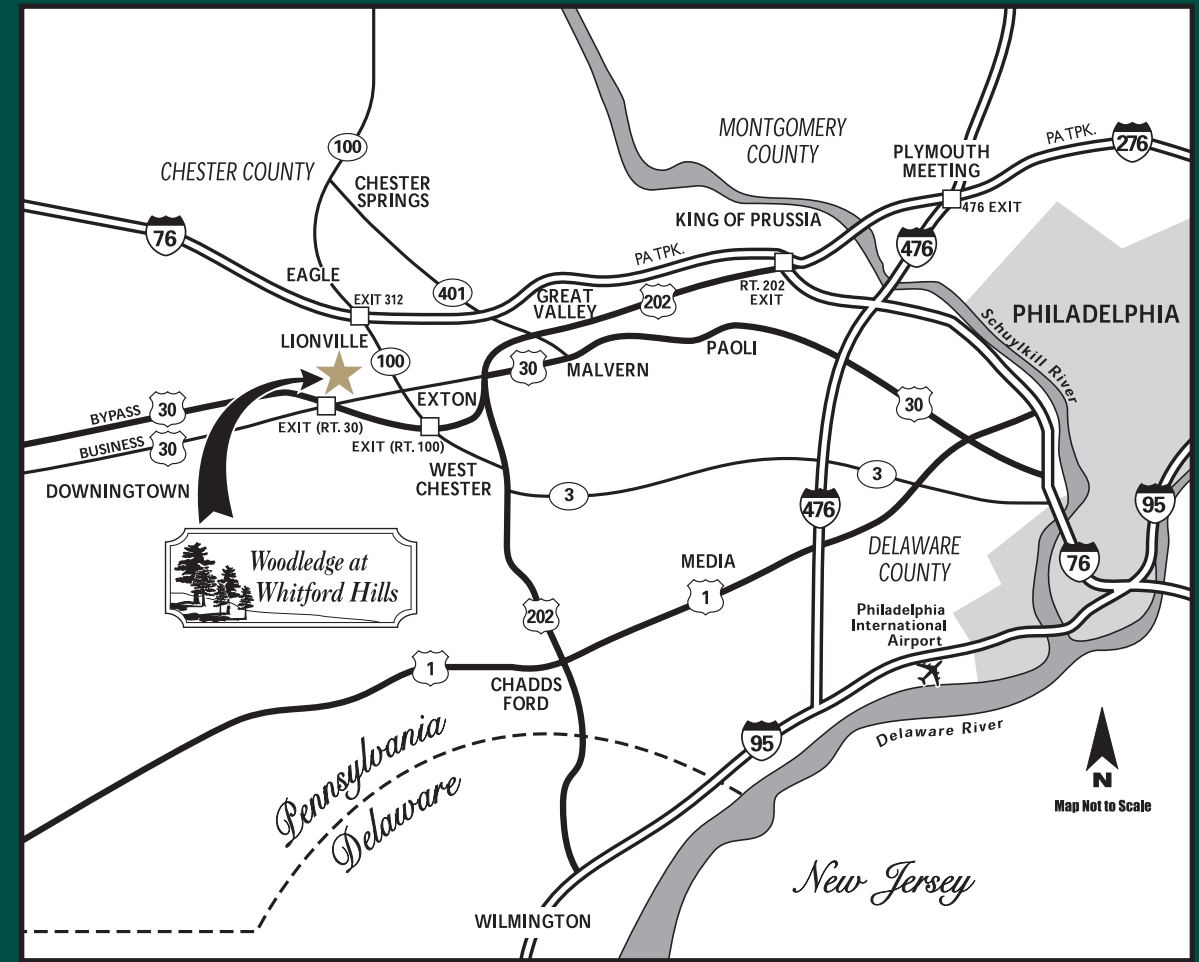 100
CHESTER COUNTY
CHESTER
SPRINGS
MONTGOMERY
COUNTY
PLYMOUTH
MEETING
PA TPK.
276
476 EXIT
KING OF PRUSSIA
76
476
PA TPK.
EAGLE
EXIT 312
401
GREAT
VALLEY
202
RT. 202
EXIT
PHILADELPHIA
Schuylkill River
LIONVILLE
100
30
MALVERN
PAOLI
EXTON
30
BYPASS
30
BUSINESS
30
EXIT (RT. 30)
EXIT (RT. 100)
DOWNINGTOWN
WEST
CHESTER
3
3
476
95
Woodledge at
Whitford Hills
MEDIA
1
DELAWARE
COUNTY
76
202
Philadelphia
International
Airport
1
CHADDS
FORD
95
Delaware River
Pennsylvania
Delaware
N
Map Not to Scale
New Jersey
WILMINGTON